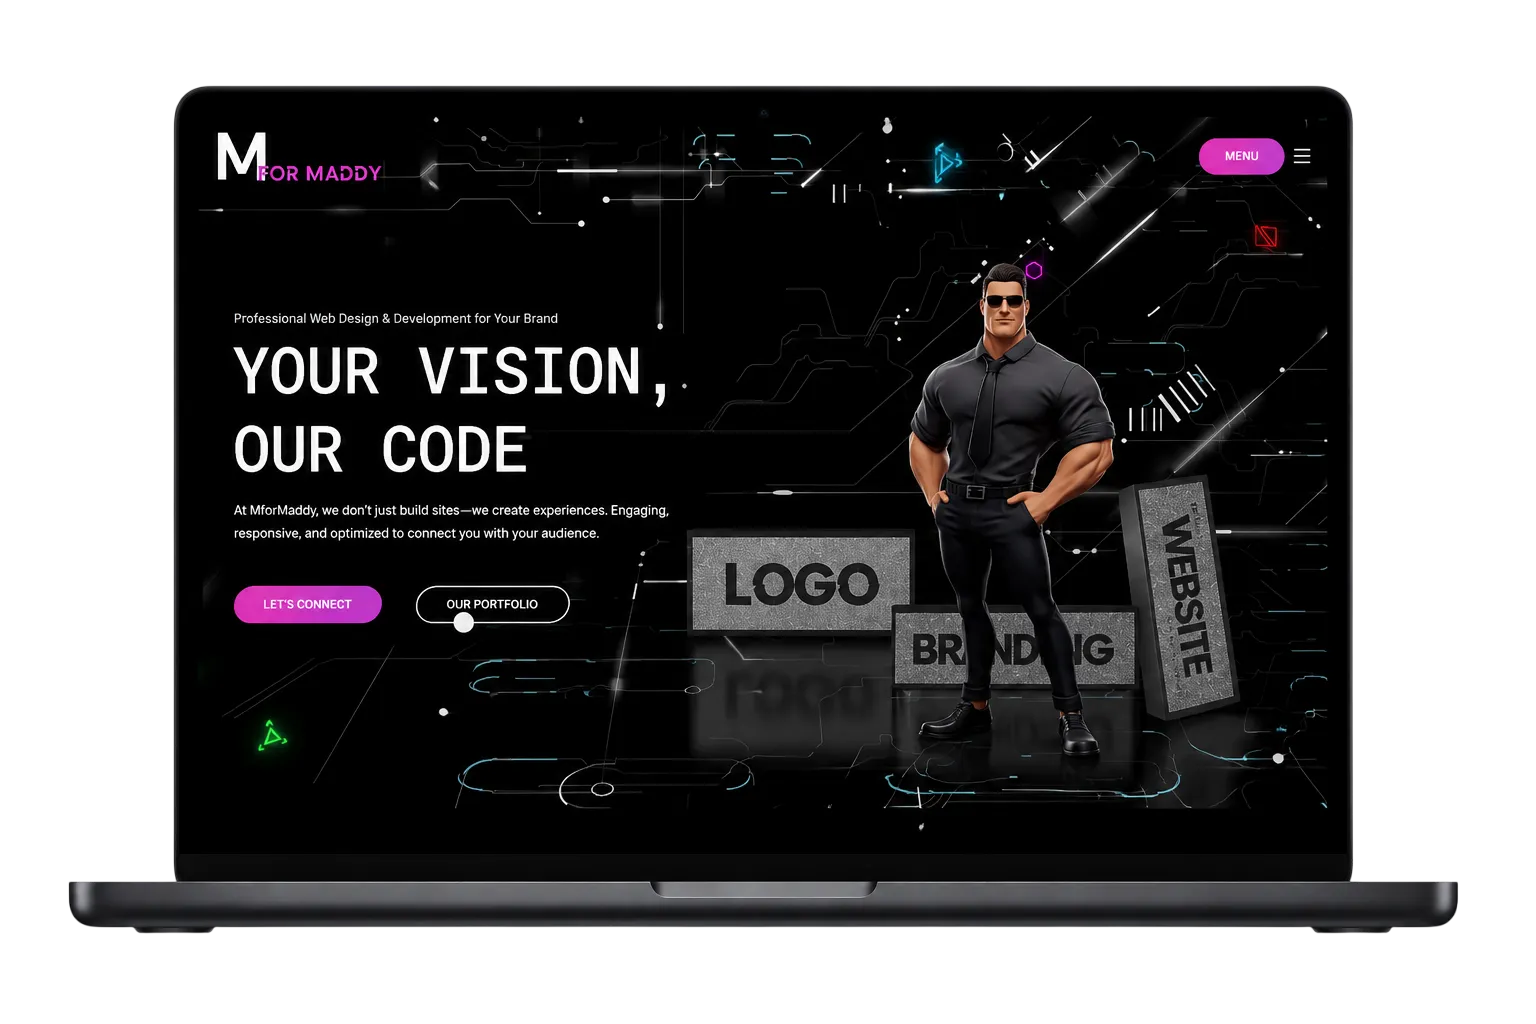 M
FOR MADDY
MENU
Professional Web Design & Development for Your Brand
YOUR VISION,
OUR CODE
At MforMaddy, we don't just build sites—we create experiences. Engaging,
responsive, and optimized to connect you with your audience.
LET'S CONNECT
OUR PORTFOLIO
LOGO
BRANDING
WEBSITE